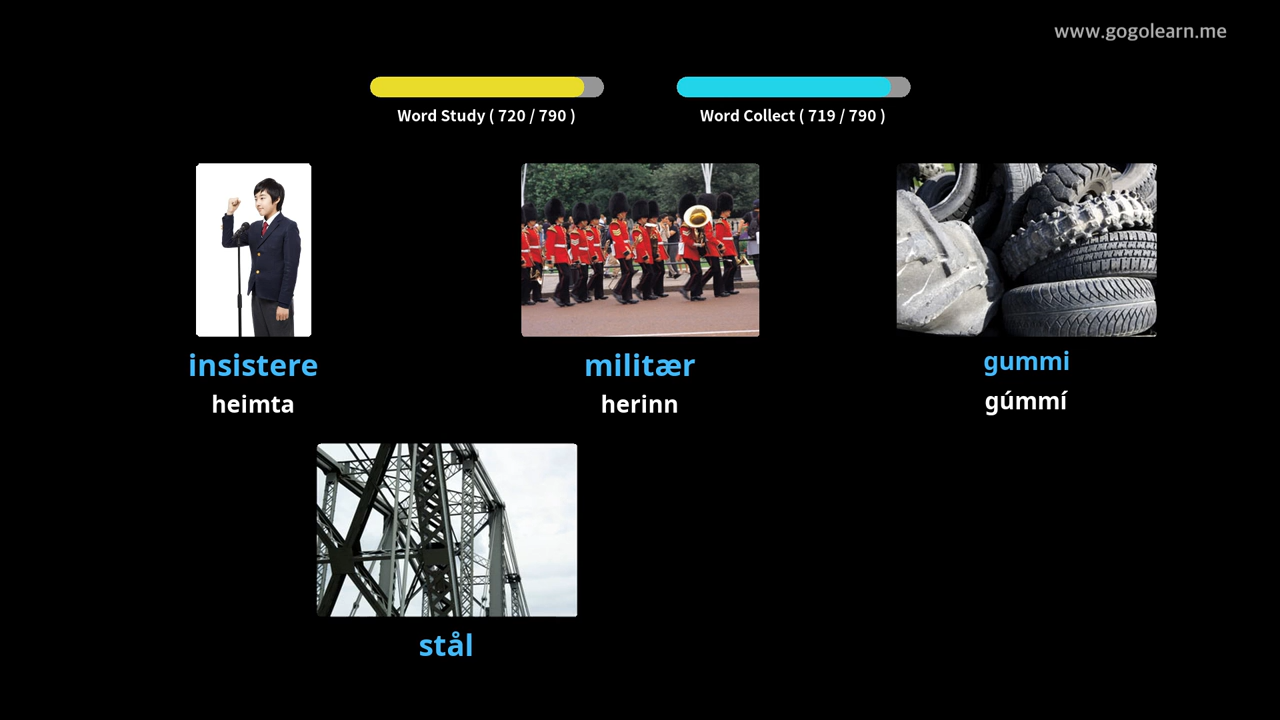 www.gogolearn.me
Word Study ( 720 / 790 )
Word Collect ( 719 / 790 )
insistere
heimta
militær
herinn
gummi
gúmmí
stål